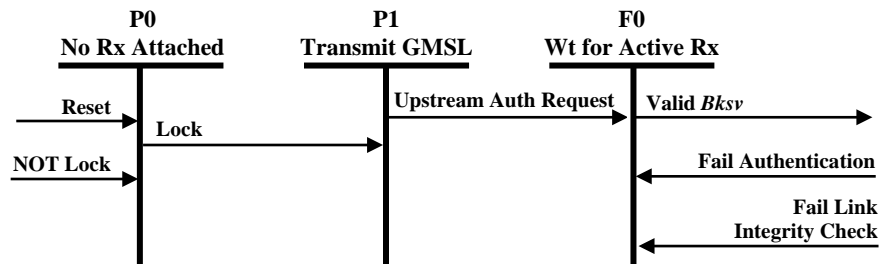 P0
No Rx Attached
P1
Transmit GMSL
F0
Wt for Active Rx
Reset
Lock
NOT Lock
Upstream Auth Request
Valid Bksv
Fail Authentication
Fail Link
Integrity Check